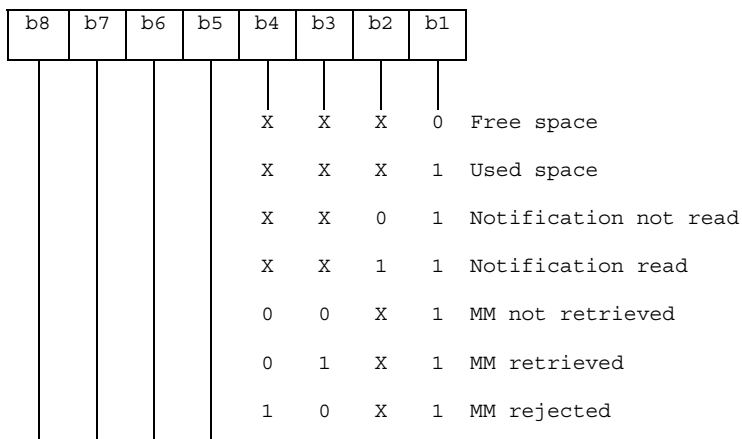 b8 b7 b6 b5 b4 b3 b2 b1
X X X 0 Free space
X X X 1 Used space
X X 0 1 Notification not read
X X 1 1 Notification read
0 0 X 1 MM not retrieved
0 1 X 1 MM retrieved
1 0 X 1 MM rejected